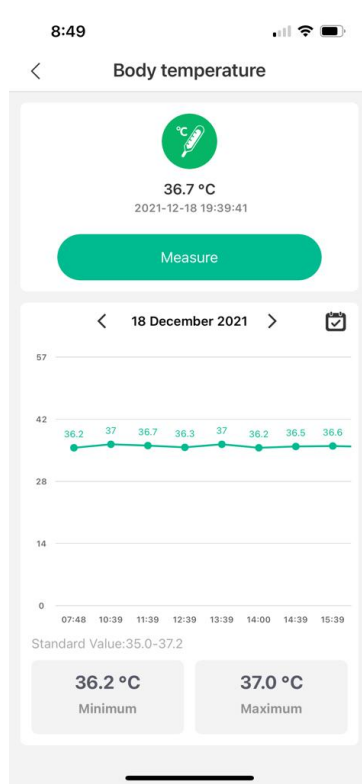 8:49
Body temperature
°C
36.7 °C
2021-12-18 19:39:41
Measure
18 December 2021
57
42
36.2 37 36.7 36.3 37 36.2 36.5 36.6
28
14
0
07:48 10:39 11:39 12:39 13:39 14:00 14:39 15:39
Standard Value:35.0-37.2
36.2 °C 37.0 °C
Minimum Maximum